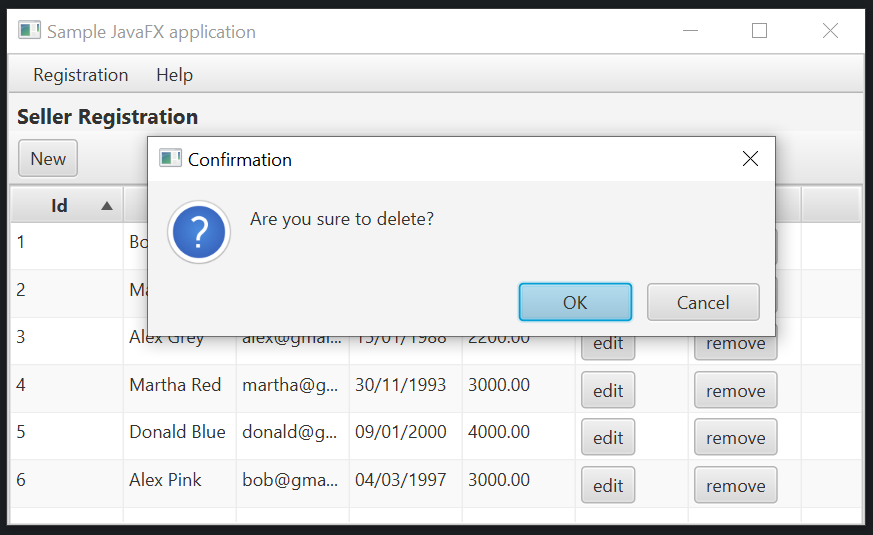 Sample JavaFX application
Registration Help
Seller Registration
New
Confirmation
Are you sure to delete?
OK Cancel
Id
1
2
3 Alex Grey alex@gmai... 15/01/1988 2200.00 edit remove
4 Martha Red martha@g... 30/11/1993 3000.00 edit remove
5 Donald Blue donald@g... 09/01/2000 4000.00 edit remove
6 Alex Pink bob@gma... 04/03/1997 3000.00 edit remove